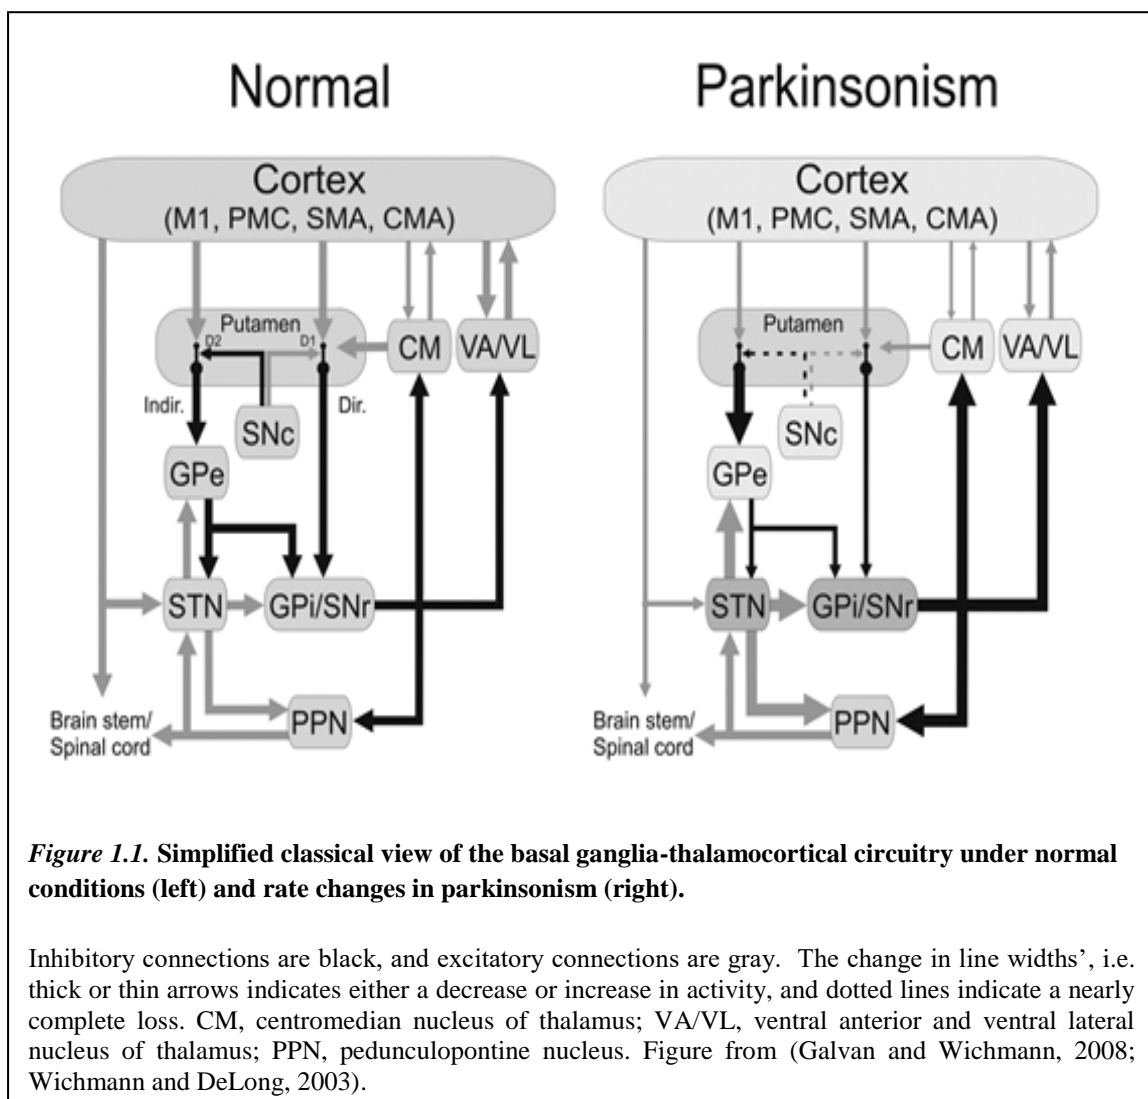 Normal
Parkinsonism
Cortex
(M1, PMC, SMA, CMA)
Putamen
D2
D1
CM
VA/VL
Indir.
Dir.
SNc
GPe
STN
GPi/SNr
PPN
Brain stem/
Spinal cord
Cortex
(M1, PMC, SMA, CMA)
Putamen
CM
VA/VL
SNc
GPe
STN
GPi/SNr
PPN
Brain stem/
Spinal cord
Figure 1.1. Simplified classical view of the basal ganglia-thalamocortical circuitry under normal
conditions (left) and rate changes in parkinsonism (right).
Inhibitory connections are black, and excitatory connections are gray. The change in line widths’, i.e.
thick or thin arrows indicates either a decrease or increase in activity, and dotted lines indicate a nearly
complete loss. CM, centromedian nucleus of thalamus; VA/VL, ventral anterior and ventral lateral
nucleus of thalamus; PPN, pedunculopontine nucleus. Figure from (Galvan and Wichmann, 2008;
Wichmann and DeLong, 2003).